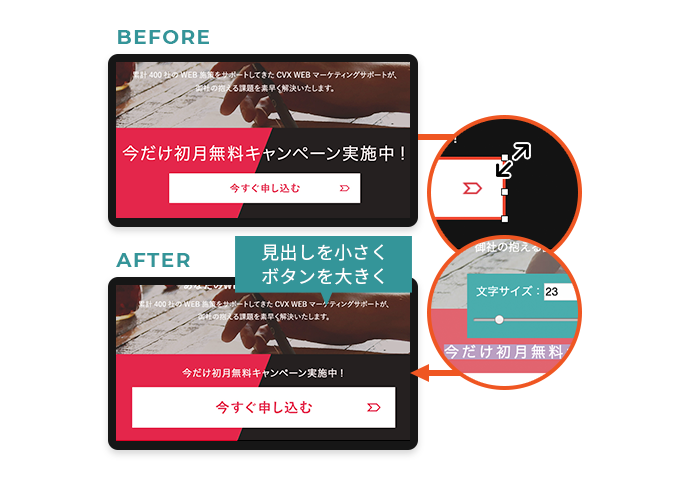 BEFORE
累計 400 社の WEB 施策をサポートしてきた CVX WEB マーケティングサポートが、
御社の抱える課題を素早く解決いたします。
今だけ初月無料キャンペーン実施中！
今すぐ申し込む
！
AFTER
見出しを小さく
ボタンを大きく
あなたのWE
累計 400 社の WEB 施策をサポートしてきた CVX WEB マーケティングサポートが、
御社の抱える課題を素早く解決いたします。
今だけ初月無料キャンペーン実施中！
今すぐ申し込む
御社の抱える
文字サイズ：23
今だけ初月無料